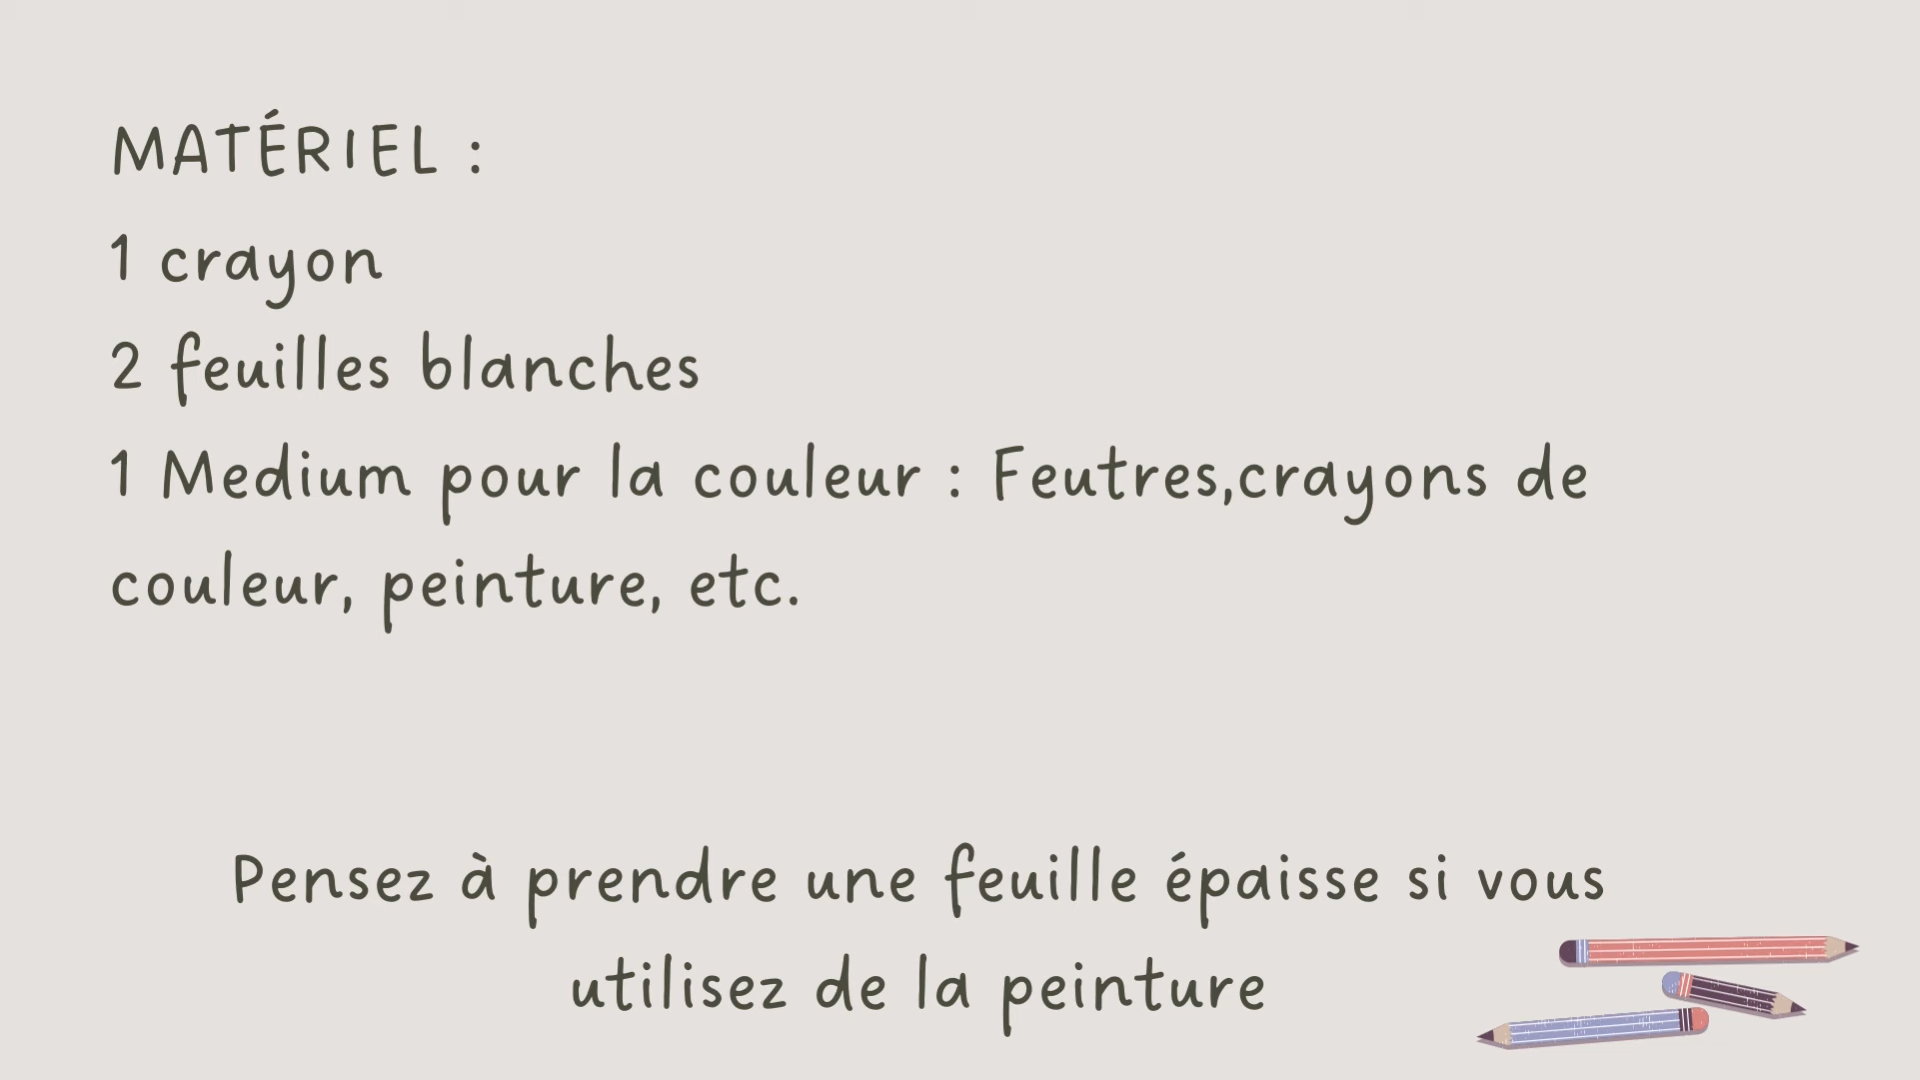 MATÉRIEL :
1 crayon
2 feuilles blanches
1 Medium pour la couleur : Feutres,crayons de
couleur, peinture, etc.
Pensez à prendre une feuille épaisse si vous
utilisez de la peinture